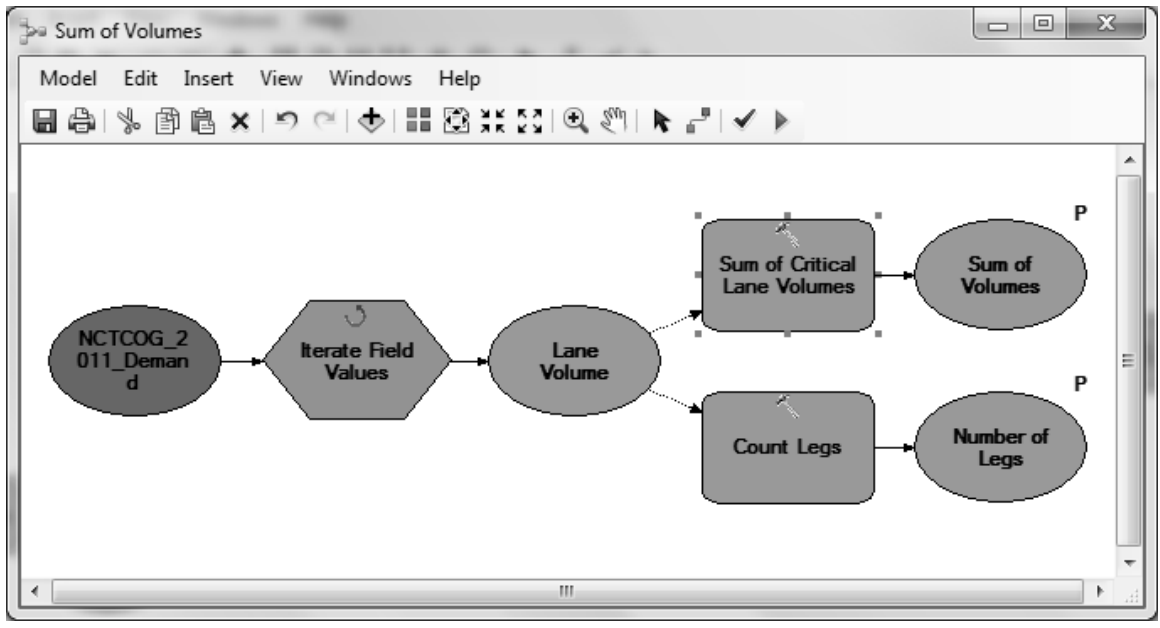 Sum of Volumes
Model Edit Insert View Windows Help
P
Sum of Critical
Lane Volumes
Sum of
Volumes
NCTCOG_2
011_Deman
d
Iterate Field
Values
Lane
Volume
P
Count Legs
Number of
Legs